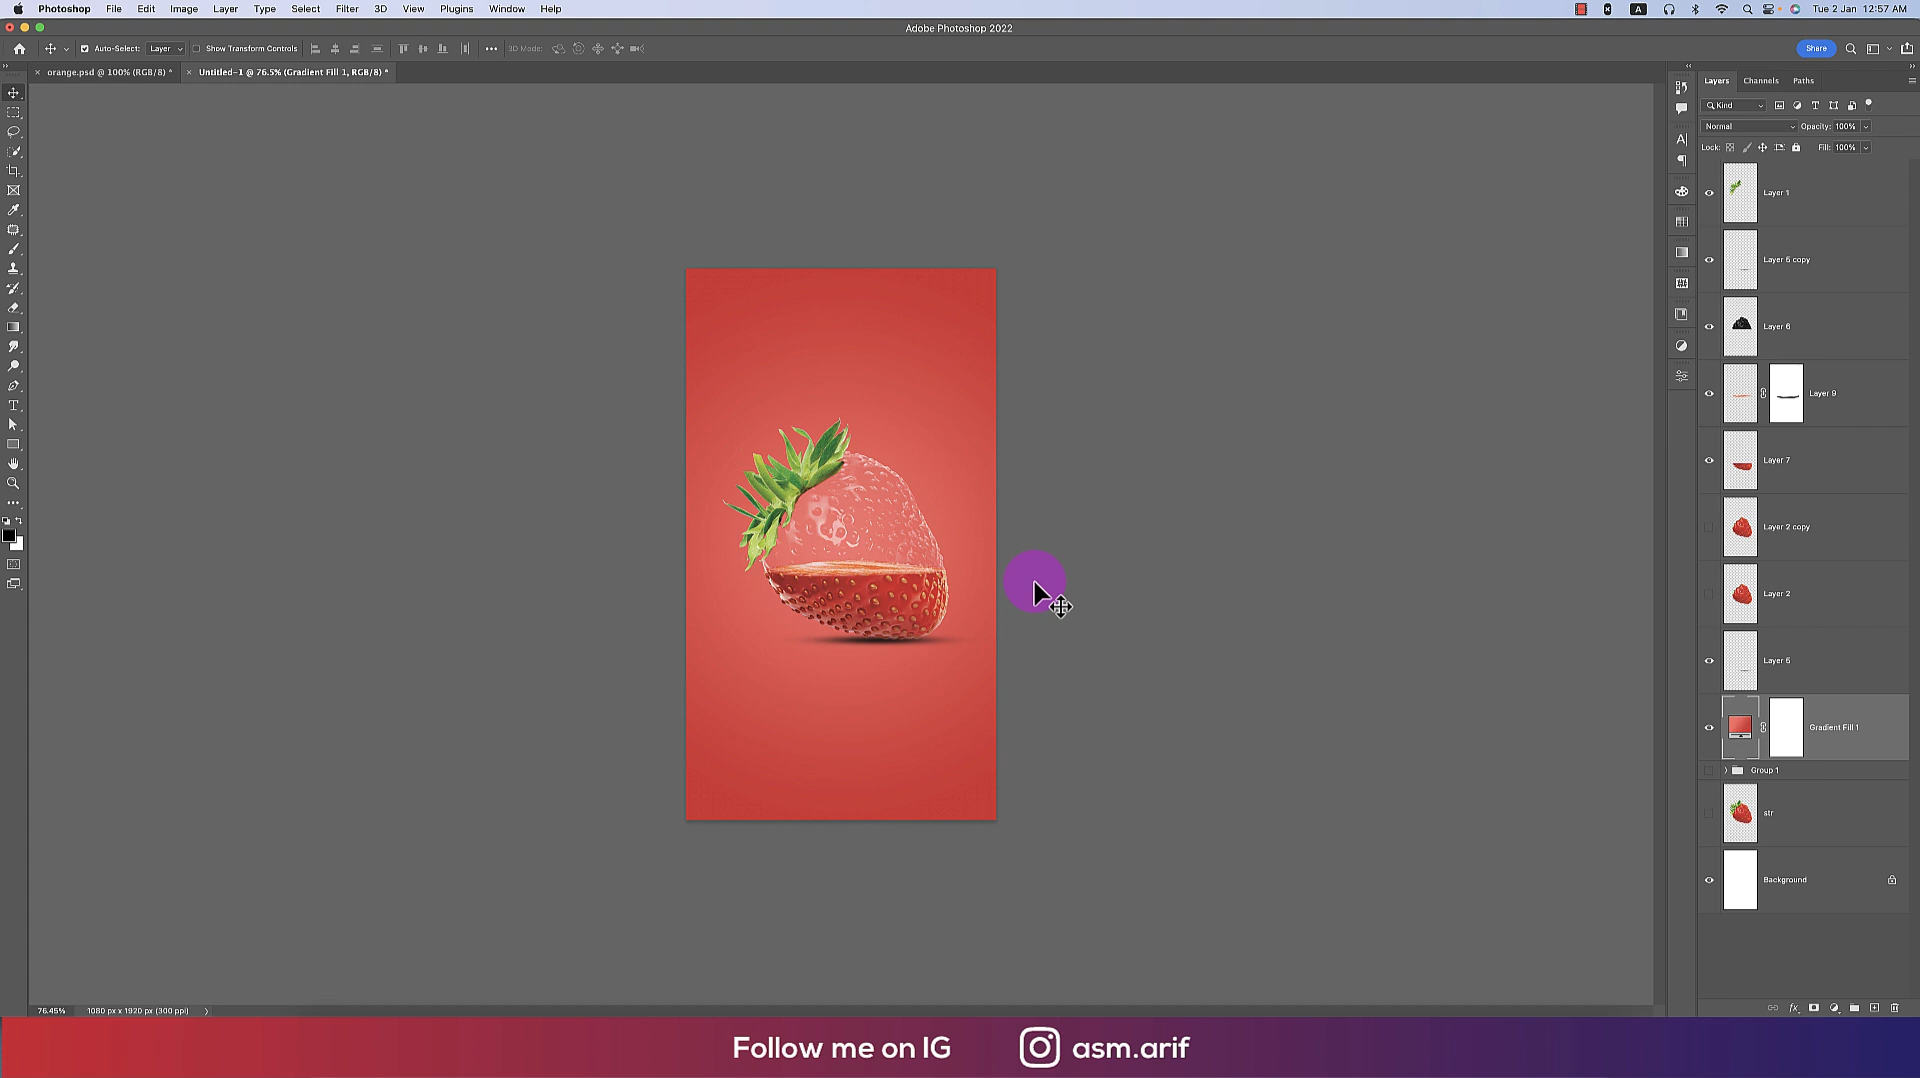 Photoshop File Edit Image Layer Type Select Filter 3D View Plugins Window Help A Tue 2 Jan 12:57 AM
Adobe Photoshop 2022
Auto-Select: Layer Show Transform Controls 3D Mode: Share
orange.psd @ 100% (RGB/8) * Untitled-1 @ 76.5% (Gradient Fill 1, RGB/8) *
Layers Channels Paths
Kind
Normal Opacity: 100%
Lock: Fill: 100%
Layer 1
Layer 5 copy
Layer 6
Layer 9
Layer 7
Layer 2 copy
Layer 2
Layer 5
Gradient Fill 1
Group 1
str
Background
76.45% 1080 px x 1920 px (300 ppi)
Follow me on IG asm.arif